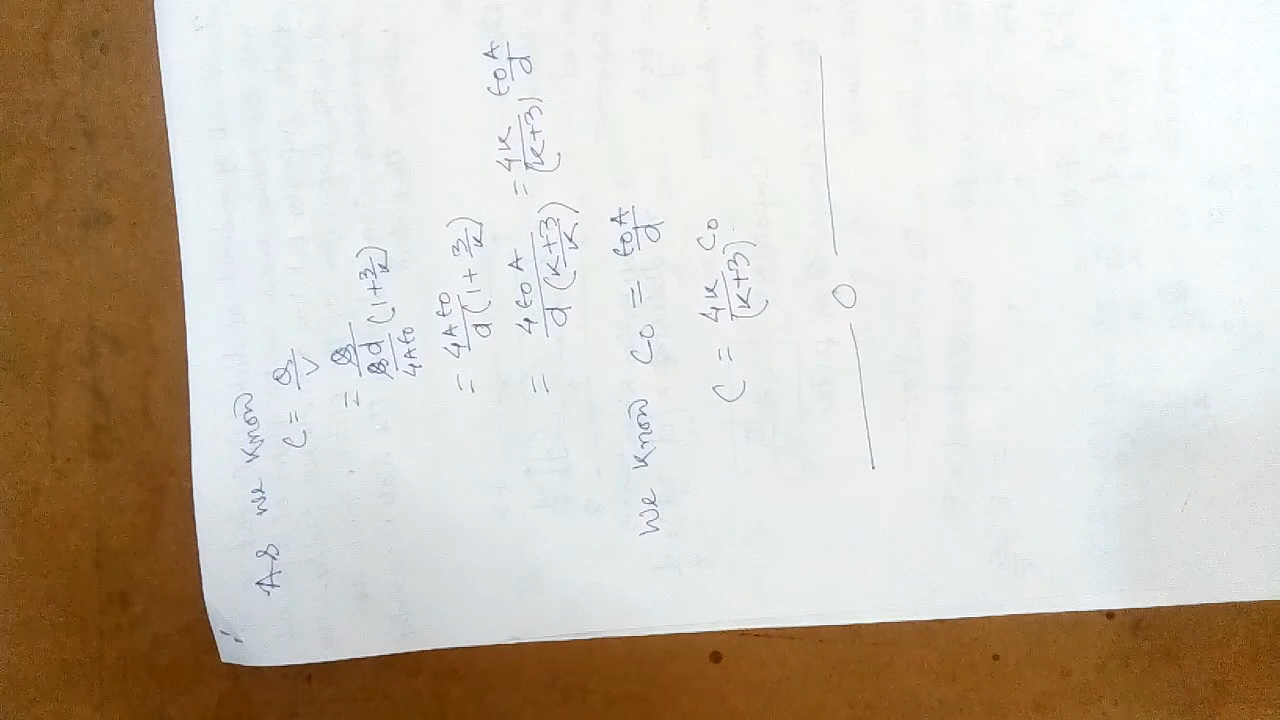 As we know
C = Q/V
= Q / (Qd/4Aε0 (1+3/K))
= 4Aε0 / d(1+3/K)
= 4ε0A / d((K+3)/K) = 4K/(K+3) ε0A/d
We know C0 = ε0A/d
C = 4K/(K+3) C0
—— 0 ——